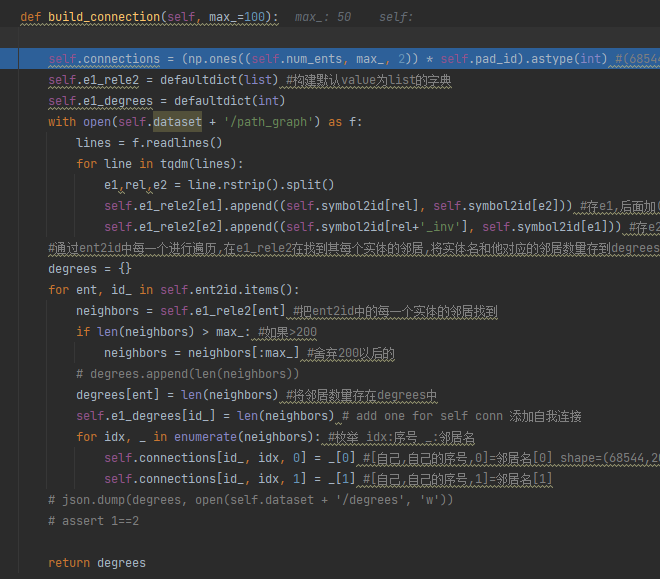 def build_connection(self, max_=100):  max_: 50    self:
self.connections = (np.ones((self.num_ents, max_, 2)) * self.pad_id).astype(int) #(68544
self.e1_rele2 = defaultdict(list) #构建默认value为list的字典
self.e1_degrees = defaultdict(int)
with open(self.dataset + '/path_graph') as f:
lines = f.readlines()
for line in tqdm(lines):
e1,rel,e2 = line.rstrip().split()
self.e1_rele2[e1].append((self.symbol2id[rel], self.symbol2id[e2])) #存e1,后面加(
self.e1_rele2[e2].append((self.symbol2id[rel+'_inv'], self.symbol2id[e1])) #存e2
#通过ent2id中每一个进行遍历,在e1_rele2在找到其每个实体的邻居,将实体名和他对应的邻居数量存到degrees
degrees = {}
for ent, id_ in self.ent2id.items():
neighbors = self.e1_rele2[ent] #把ent2id中的每一个实体的邻居找到
if len(neighbors) > max_: #如果>200
neighbors = neighbors[:max_] #舍弃200以后的
# degrees.append(len(neighbors))
degrees[ent] = len(neighbors) #将邻居数量存在degrees中
self.e1_degrees[id_] = len(neighbors) # add one for self conn 添加自我连接
for idx, _ in enumerate(neighbors): #枚举 idx:序号 _:邻居名
self.connections[id_, idx, 0] = _[0] #[自己,自己的序号,0]=邻居名[0] shape=(68544,20
self.connections[id_, idx, 1] = _[1] #[自己,自己的序号,1]=邻居名[1]
# json.dump(degrees, open(self.dataset + '/degrees', 'w'))
# assert 1==2
return degrees